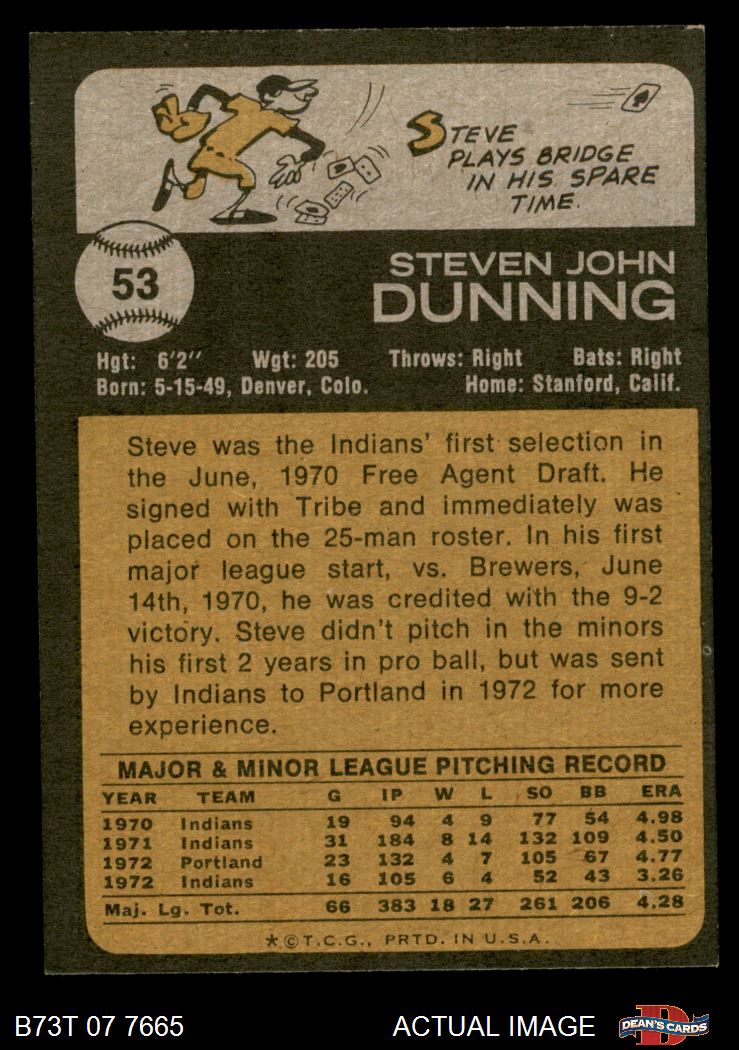 STEVE
PLAYS BRIDGE
IN HIS SPARE
TIME.
53
STEVEN JOHN
DUNNING
Hgt: 6'2" Wgt: 205 Throws: Right Bats: Right
Born: 5-15-49, Denver, Colo. Home: Stanford, Calif.
Steve was the Indians' first selection in
the June, 1970 Free Agent Draft. He
signed with Tribe and immediately was
placed on the 25-man roster. In his first
major league start, vs. Brewers, June
14th, 1970, he was credited with the 9-2
victory. Steve didn't pitch in the minors
his first 2 years in pro ball, but was sent
by Indians to Portland in 1972 for more
experience.
MAJOR & MINOR LEAGUE PITCHING RECORD
YEAR TEAM G IP W L SO BB ERA
1970 Indians 19 94 4 9 77 54 4.98
1971 Indians 31 184 8 14 132 109 4.50
1972 Portland 23 132 4 7 105 67 4.77
1972 Indians 16 105 6 4 52 43 3.26
Maj. Lg. Tot. 66 383 18 27 261 206 4.28
★©T.C.G., PRTD. IN U.S.A.
B73T 07 7665 ACTUAL IMAGE D DEAN'S CARDS